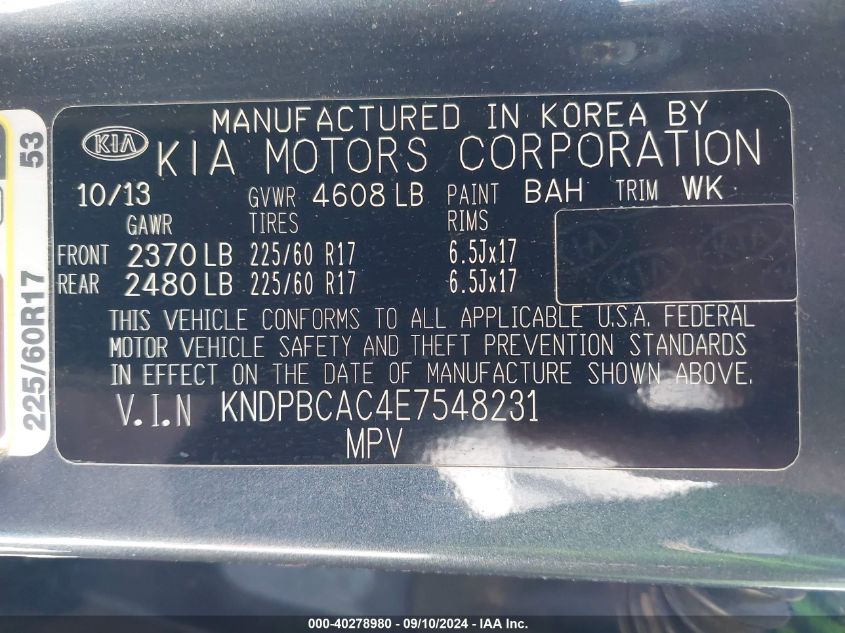 MANUFACTURED IN KOREA BY
KIA KIA MOTORS CORPORATION
10/13 GVWR 4608 LB PAINT BAH TRIM WK
GAWR TIRES RIMS
FRONT 2370 LB 225/60 R17 6.5Jx17
REAR 2480 LB 225/60 R17 6.5Jx17
THIS VEHICLE CONFORMS TO ALL APPLICABLE U.S.A. FEDERAL
MOTOR VEHICLE SAFETY AND THEFT PREVENTION STANDARDS
IN EFFECT ON THE DATE OF MANUFACTURE SHOWN ABOVE.
V.I.N KNDPBCAC4E7548231
MPV
225/60R17 53
000-40278980 - 09/10/2024 - IAAI, Inc.